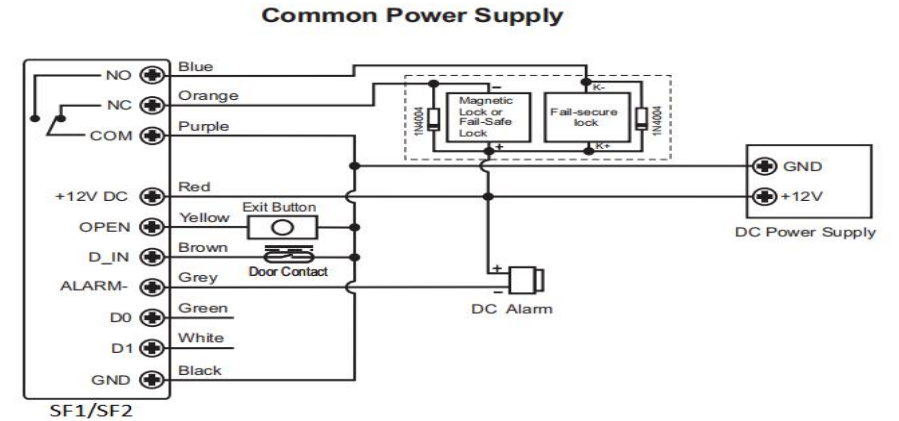 Common Power Supply
NO Blue
NC Orange
COM Purple
+12V DC Red
OPEN Yellow
D_IN Brown
ALARM- Grey
D0 Green
D1 White
GND Black
SF1/SF2
Exit Button
Door Contact
1N4004
−
Magnetic
Lock or
Fail-Safe
Lock
+
K-
Fail-secure
lock
K+
1N4004
GND
+12V
DC Power Supply
+
−
DC Alarm